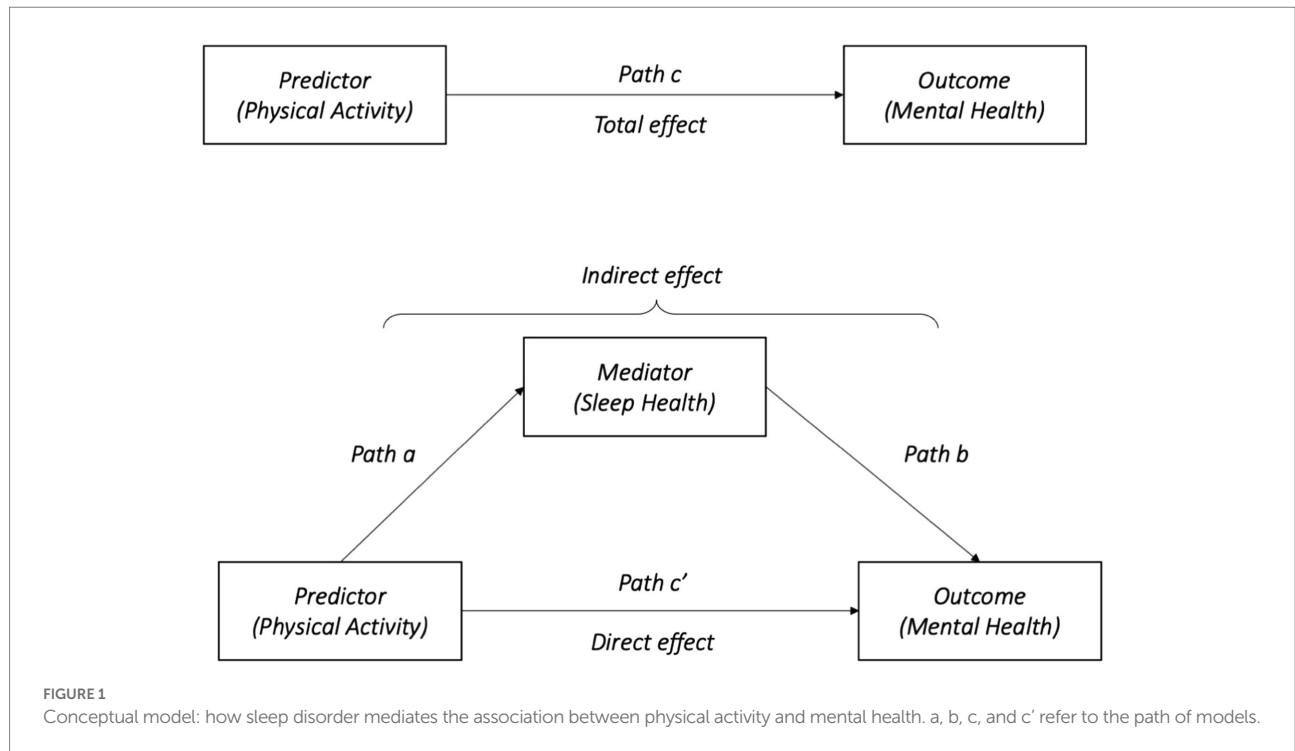 Predictor
(Physical Activity)
Path c
Total effect
Outcome
(Mental Health)
Indirect effect
Mediator
(Sleep Health)
Path a
Path b
Predictor
(Physical Activity)
Path c’
Direct effect
Outcome
(Mental Health)
FIGURE 1
Conceptual model: how sleep disorder mediates the association between physical activity and mental health. a, b, c, and c’ refer to the path of models.